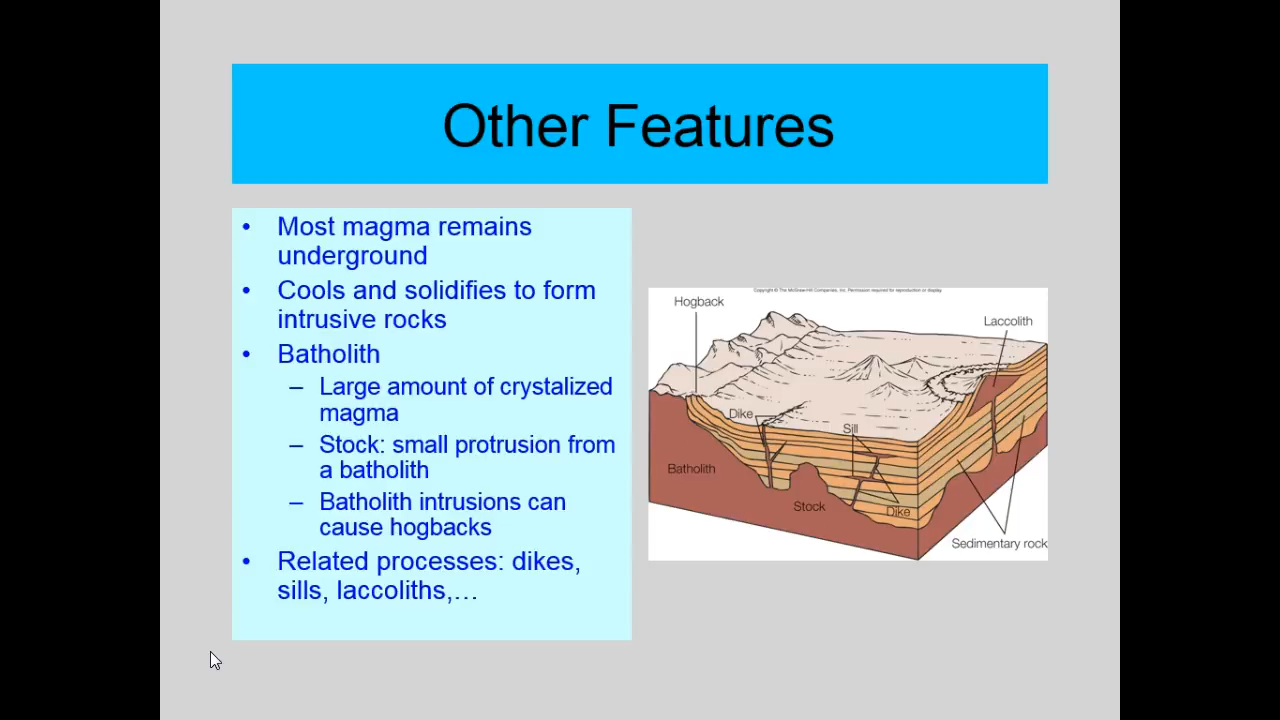 Other Features
• Most magma remains
underground
• Cools and solidifies to form
intrusive rocks
• Batholith
– Large amount of crystalized
magma
– Stock: small protrusion from
a batholith
– Batholith intrusions can
cause hogbacks
• Related processes: dikes,
sills, laccoliths,…
Copyright © The McGraw-Hill Companies, Inc. Permission required for reproduction or display.
Hogback
Laccolith
Dike
Sill
Batholith
Stock
Dike
Sedimentary rock